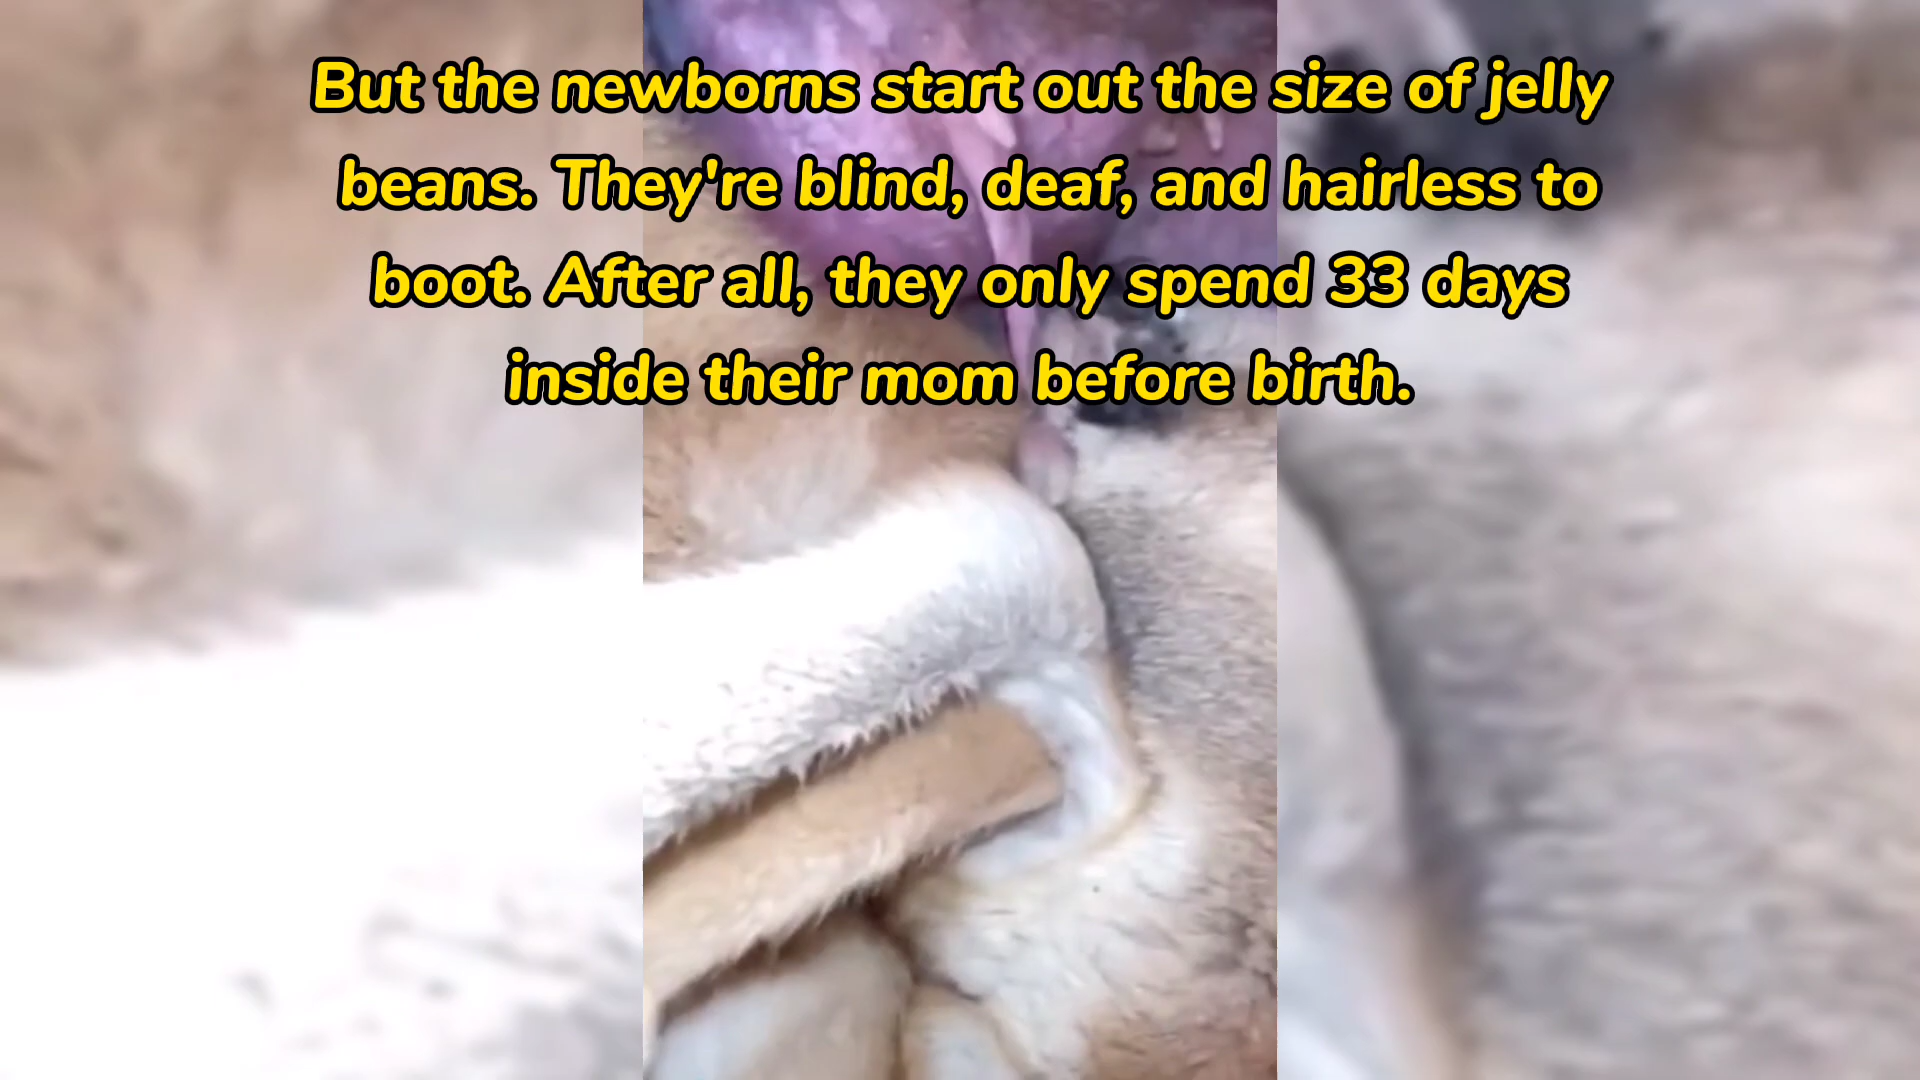 But the newborns start out the size of jelly
beans. They're blind, deaf, and hairless to
boot. After all, they only spend 33 days
inside their mom before birth.